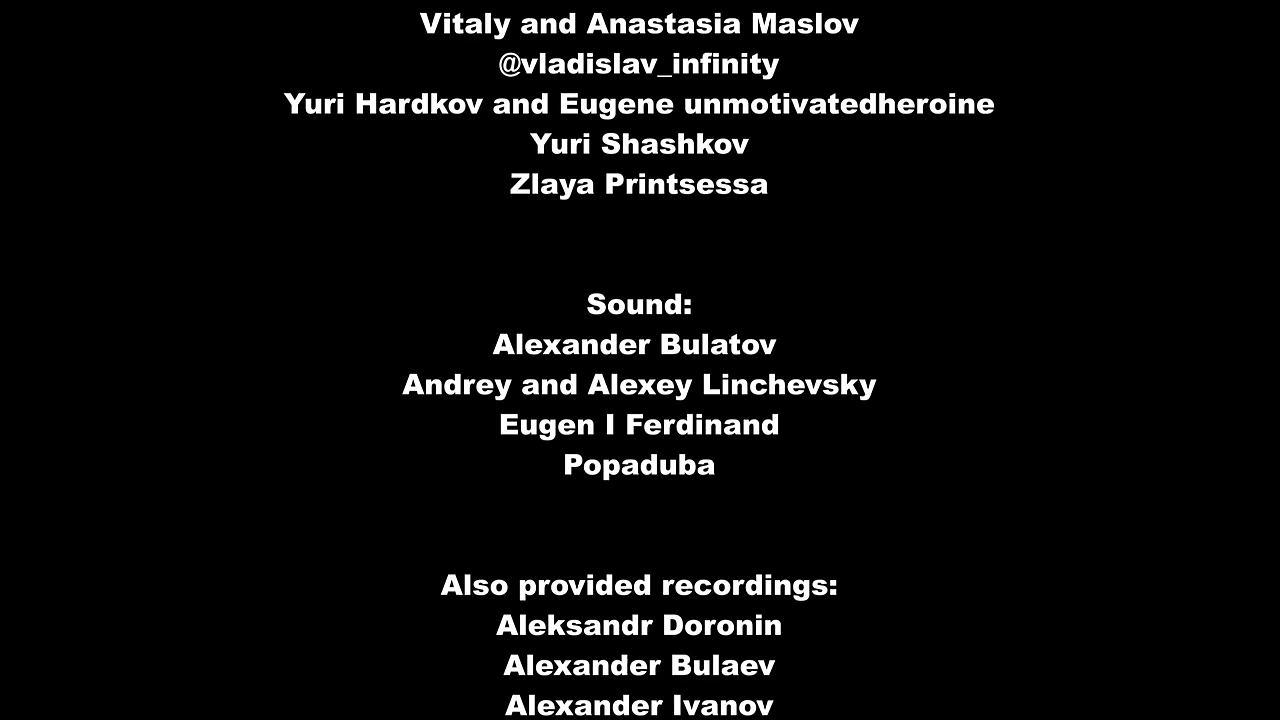 Vitaly and Anastasia Maslov
@vladislav_infinity
Yuri Hardkov and Eugene unmotivatedheroine
Yuri Shashkov
Zlaya Printsessa
Sound:
Alexander Bulatov
Andrey and Alexey Linchevsky
Eugen I Ferdinand
Popaduba
Also provided recordings:
Aleksandr Doronin
Alexander Bulaev
Alexander Ivanov